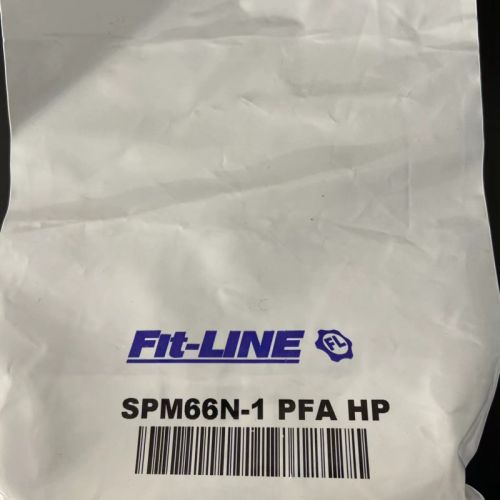 Fit-LINE FL
SPM66N-1 PFA HP